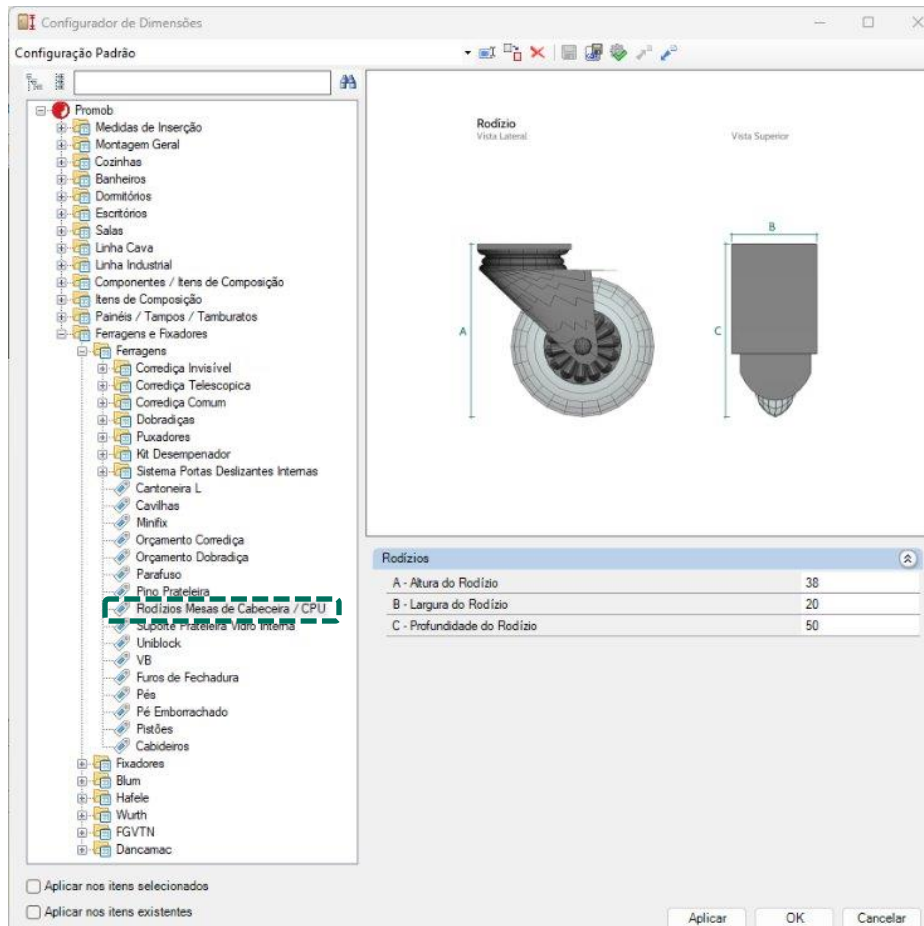 Configurador de Dimensões
Configuração Padrão
Promob
Medidas de Inserção
Montagem Geral
Cozinhas
Banheiros
Dormitórios
Escritórios
Salas
Linha Cava
Linha Industrial
Componentes / Itens de Composição
Itens de Composição
Painéis / Tampos / Tamburatos
Ferragens e Fixadores
Ferragens
Corrediça Invisível
Corrediça Telescopica
Corrediça Comum
Dobradiças
Puxadores
Kit Desempenador
Sistema Portas Deslizantes Internas
Cantoneira L
Cavilhas
Minifix
Orçamento Corrediça
Orçamento Dobradiça
Parafuso
Pino Prateleira
Rodízios Mesas de Cabeceira / CPU
Suporte Prateleira Vidro Interna
Uniblock
VB
Furos de Fechadura
Pés
Pé Emborrachado
Pistões
Cabideiros
Fixadores
Blum
Hafele
Wurth
FGVTN
Dancamac
Rodízio
Vista Lateral
Vista Superior
A
B
C
Rodízios
A - Altura do Rodízio 38
B - Largura do Rodízio 20
C - Profundidade do Rodízio 50
Aplicar nos itens selecionados
Aplicar nos itens existentes
Aplicar OK Cancelar